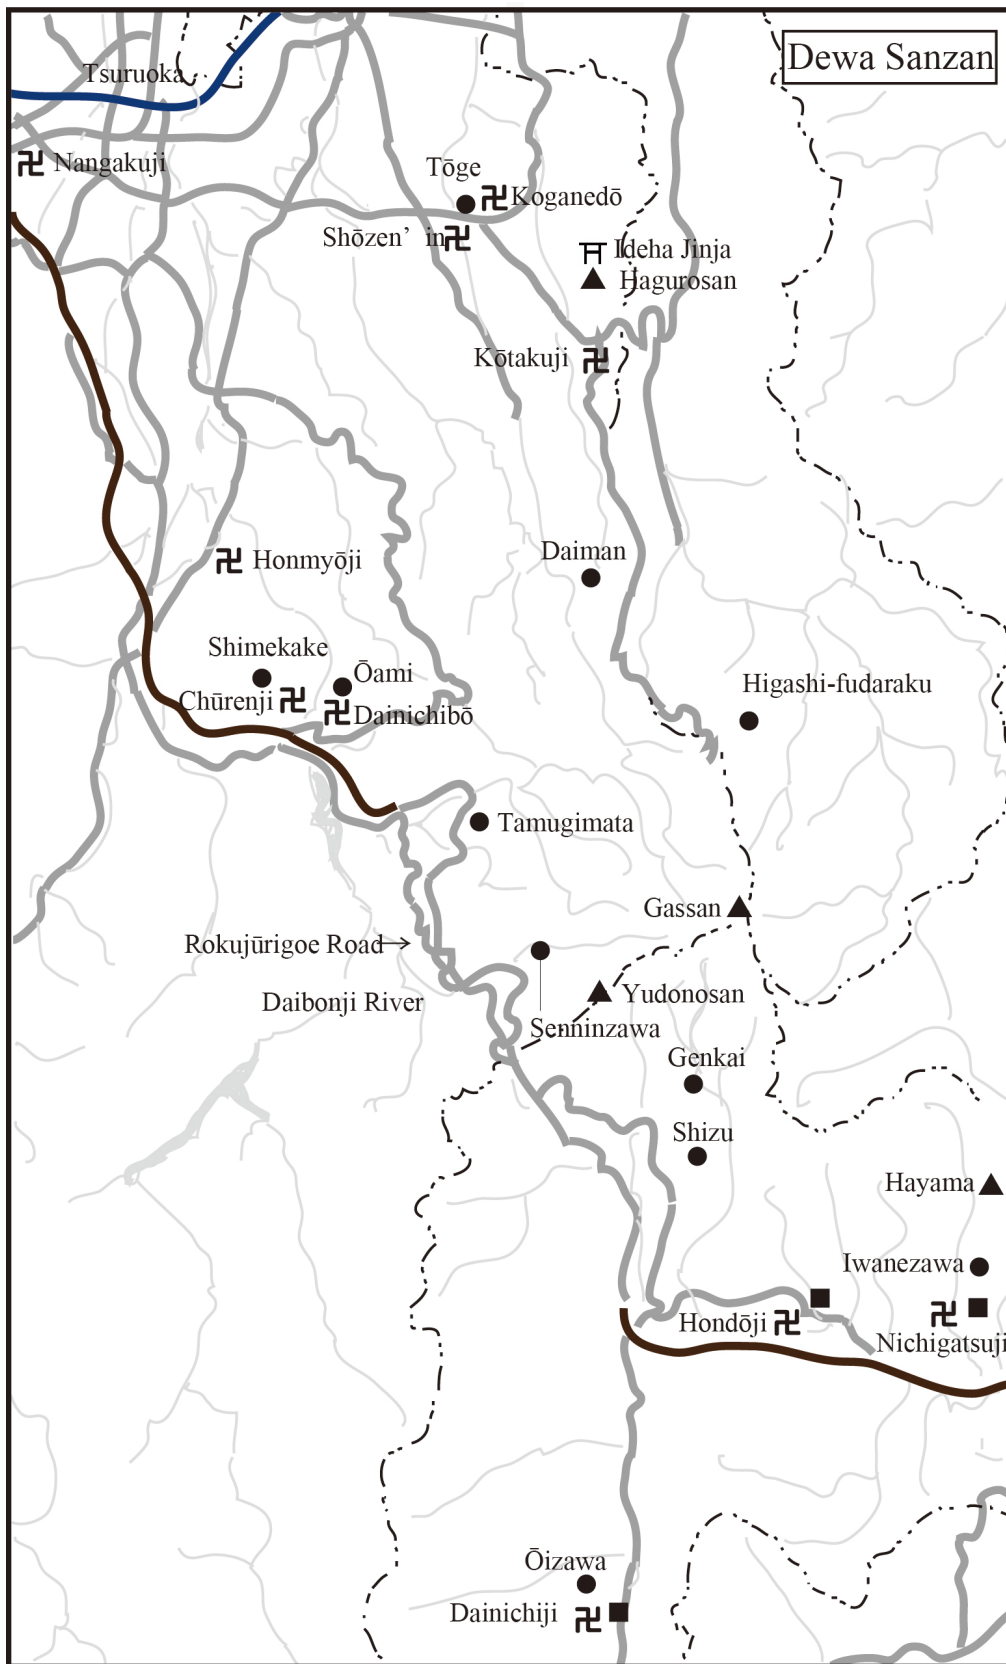 Dewa Sanzan
Tsuruoka
Nangakuji
Tōge
Koganedō
Shōzen’ in
Ideha Jinja
Hagurosan
Kōtakuji
Daiman
Honmyōji
Shimekake
Ōami
Chūrenji
Dainichibō
Higashi-fudaraku
Tamugimata
Gassan
Rokujūrigoe Road
Daibonji River
Yudonosan
Senninzawa
Genkai
Shizu
Hayama
Iwanezawa
Hondōji
Nichigatsuji
Ōizawa
Dainichiji